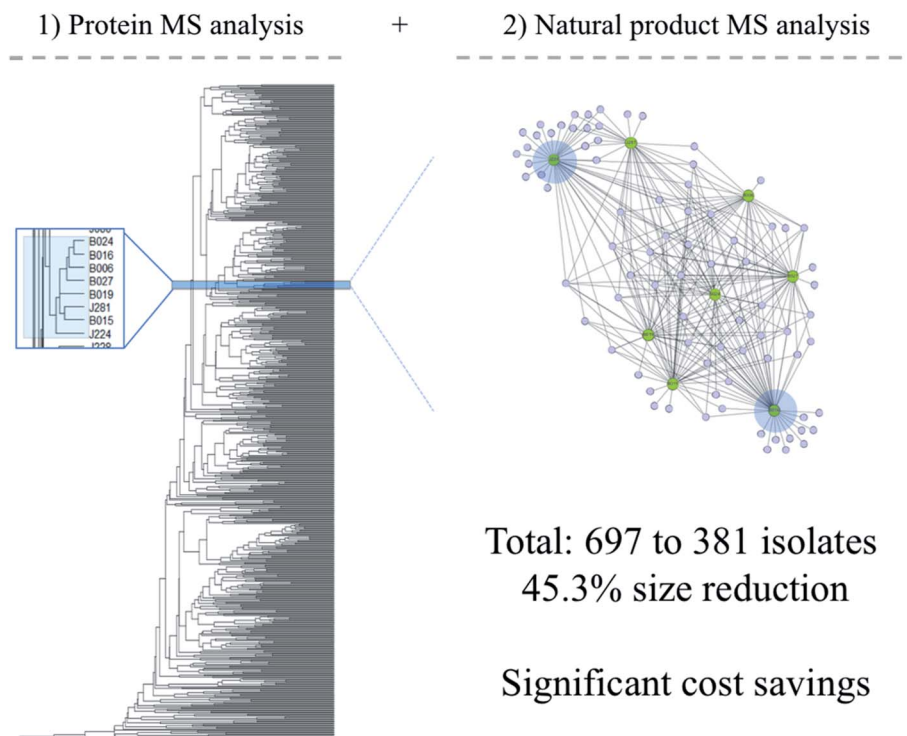 1) Protein MS analysis
+
2) Natural product MS analysis
B024
B016
B006
B027
B019
J281
B015
J224
Total: 697 to 381 isolates
45.3% size reduction
Significant cost savings